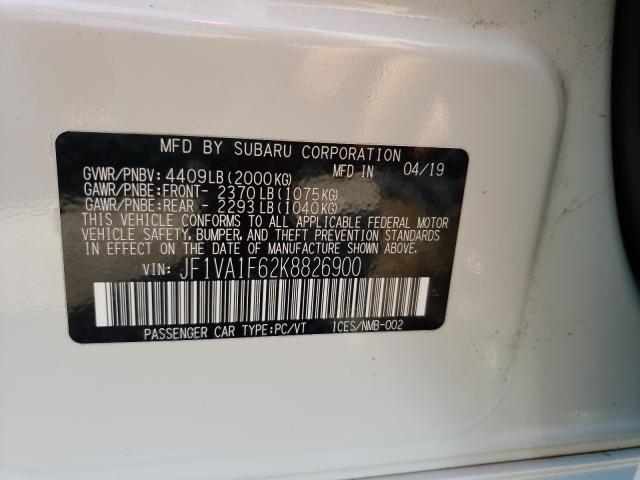 MFD BY SUBARU CORPORATION
GVWR/PNBV: 4409LB(2000KG) MFD IN 04/19
GAWR/PNBE:FRONT- 2370LB(1075KG)
GAWR/PNBE:REAR - 2293LB(1040KG)
THIS VEHICLE CONFORMS TO ALL APPLICABLE FEDERAL MOTOR
VEHICLE SAFETY, BUMPER, AND THEFT PREVENTION STANDARDS
IN EFFECT ON THE DATE OF MANUFACTURE SHOWN ABOVE.
VIN: JF1VA1F62K8826900
PASSENGER CAR TYPE:PC/VT ICES/NMB-002